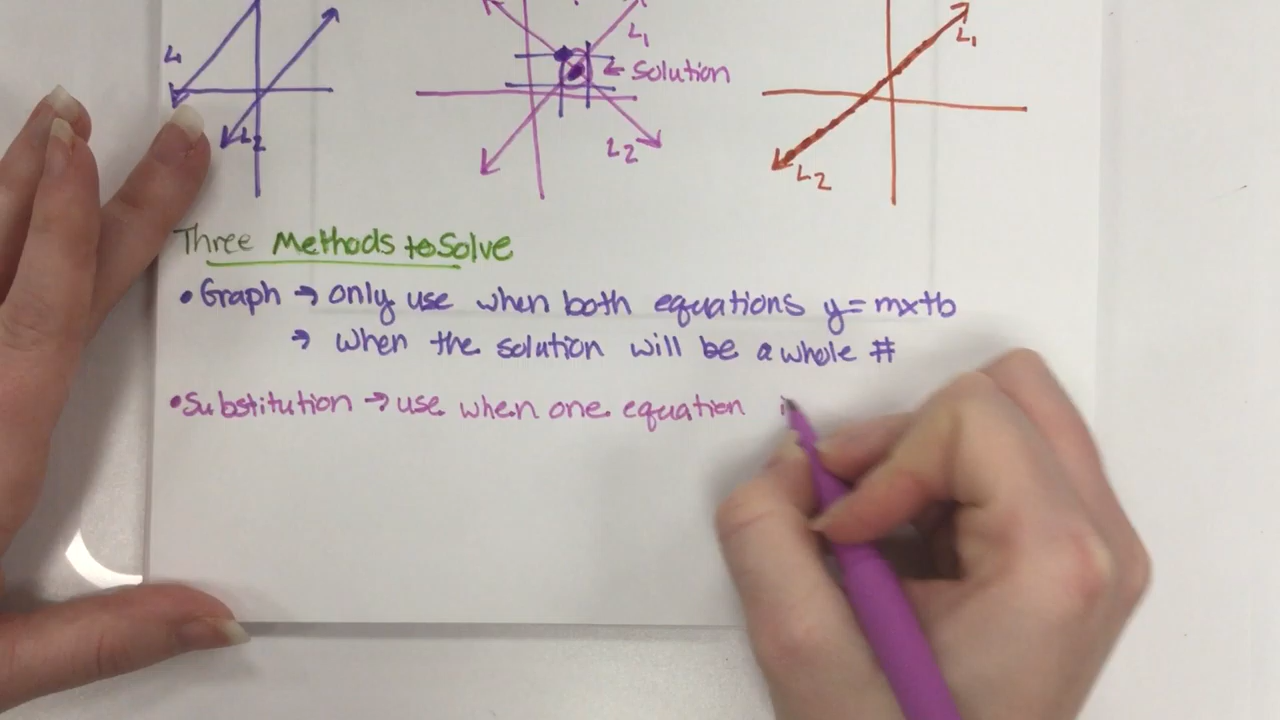 L1
L2
L1
← Solution
L2
L1
L2
Three Methods to Solve
• Graph → only use when both equations y=mx+b
→ when the solution will be a whole #
• Substitution → use when one equation i